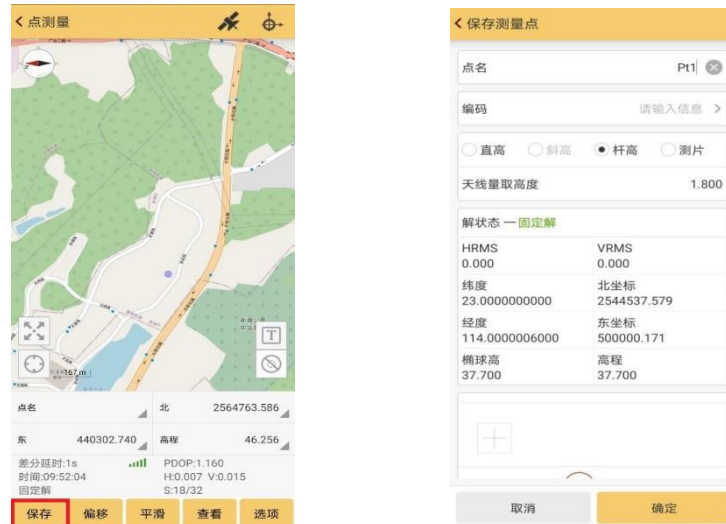 点测量
167 m
T
点名
北 2564763.586
东 440302.740
高程 46.256
差分延时:1s
PDOP:1.160
时间:09:52:04
H:0.007 V:0.015
固定解
S:18/32
保存 偏移 平滑 查看 选项
保存测量点
点名 Pt1
编码 请输入信息
直高 斜高 杆高 测片
天线量取高度 1.800
解状态 — 固定解
HRMS VRMS
0.000 0.000
纬度 北坐标
23.0000000000 2544537.579
经度 东坐标
114.0000006000 500000.171
椭球高 高程
37.700 37.700
取消 确定